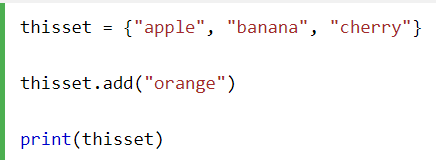 thisset = {"apple", "banana", "cherry"}
thisset.add("orange")
print(thisset)